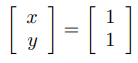 [ x ] = [ 1 ]
[ y ]   [ 1 ]